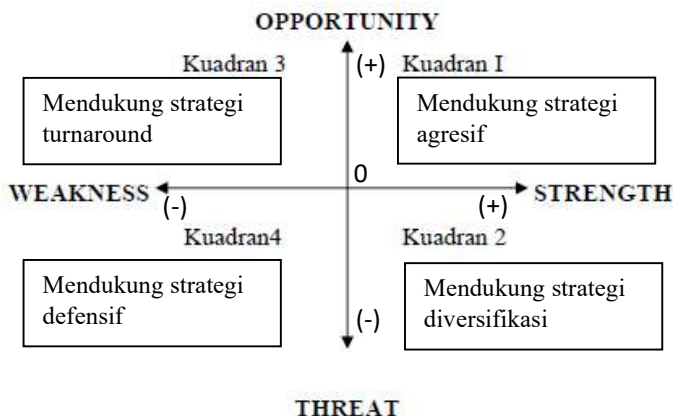 OPPORTUNITY
Kuadran 3
(+)
Kuadran I
Mendukung strategi
turnaround
Mendukung strategi
agresif
0
WEAKNESS
(-)
(+)
STRENGTH
Kuadran4
Kuadran 2
Mendukung strategi
defensif
Mendukung strategi
diversifikasi
(-)
THREAT